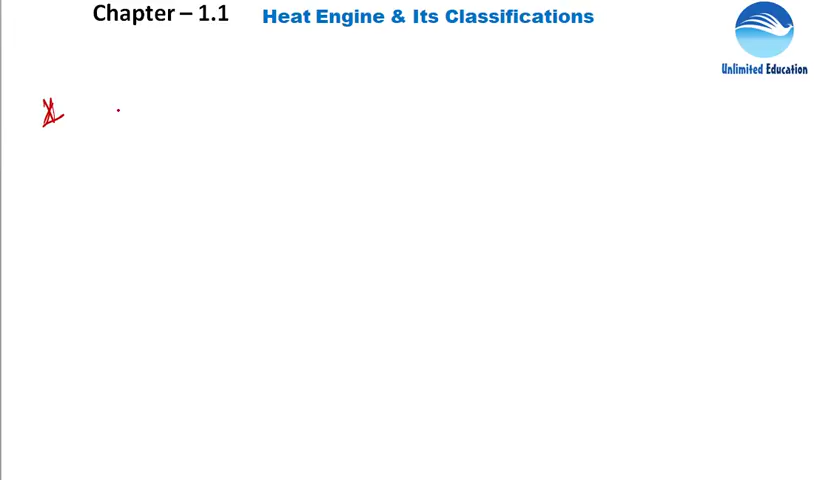 Chapter – 1.1
Heat Engine & Its Classifications
Unlimited Education